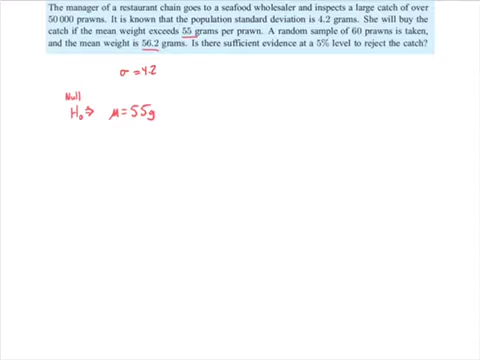 The manager of a restaurant chain goes to a seafood wholesaler and inspects a large catch of over
50 000 prawns. It is known that the population standard deviation is 4.2 grams. She will buy
the catch if the mean weight exceeds 55 grams per prawn. A random sample of 60 prawns is taken,
and the mean weight is 56.2 grams. Is there sufficient evidence at a 5% level to reject the catch?
σ = 4.2
Null
H₀ ⇒ μ = 55g